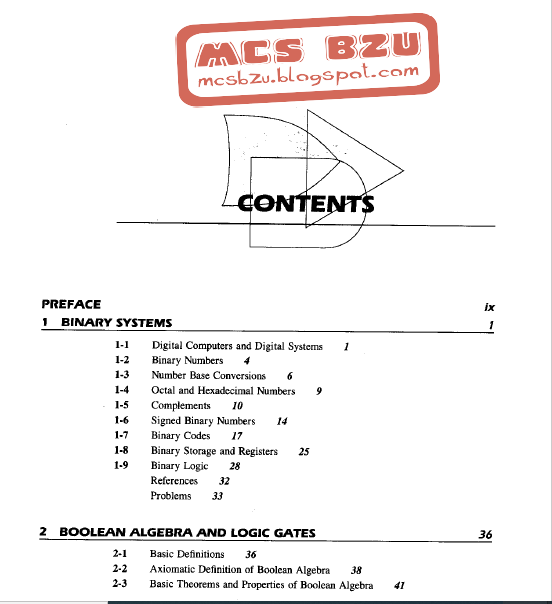 MCS BZU
mcsbzu.blogspot.com
CONTENTS
PREFACE ix
1 BINARY SYSTEMS 1
1-1 Digital Computers and Digital Systems 1
1-2 Binary Numbers 4
1-3 Number Base Conversions 6
1-4 Octal and Hexadecimal Numbers 9
1-5 Complements 10
1-6 Signed Binary Numbers 14
1-7 Binary Codes 17
1-8 Binary Storage and Registers 25
1-9 Binary Logic 28
References 32
Problems 33
2 BOOLEAN ALGEBRA AND LOGIC GATES 36
2-1 Basic Definitions 36
2-2 Axiomatic Definition of Boolean Algebra 38
2-3 Basic Theorems and Properties of Boolean Algebra 41